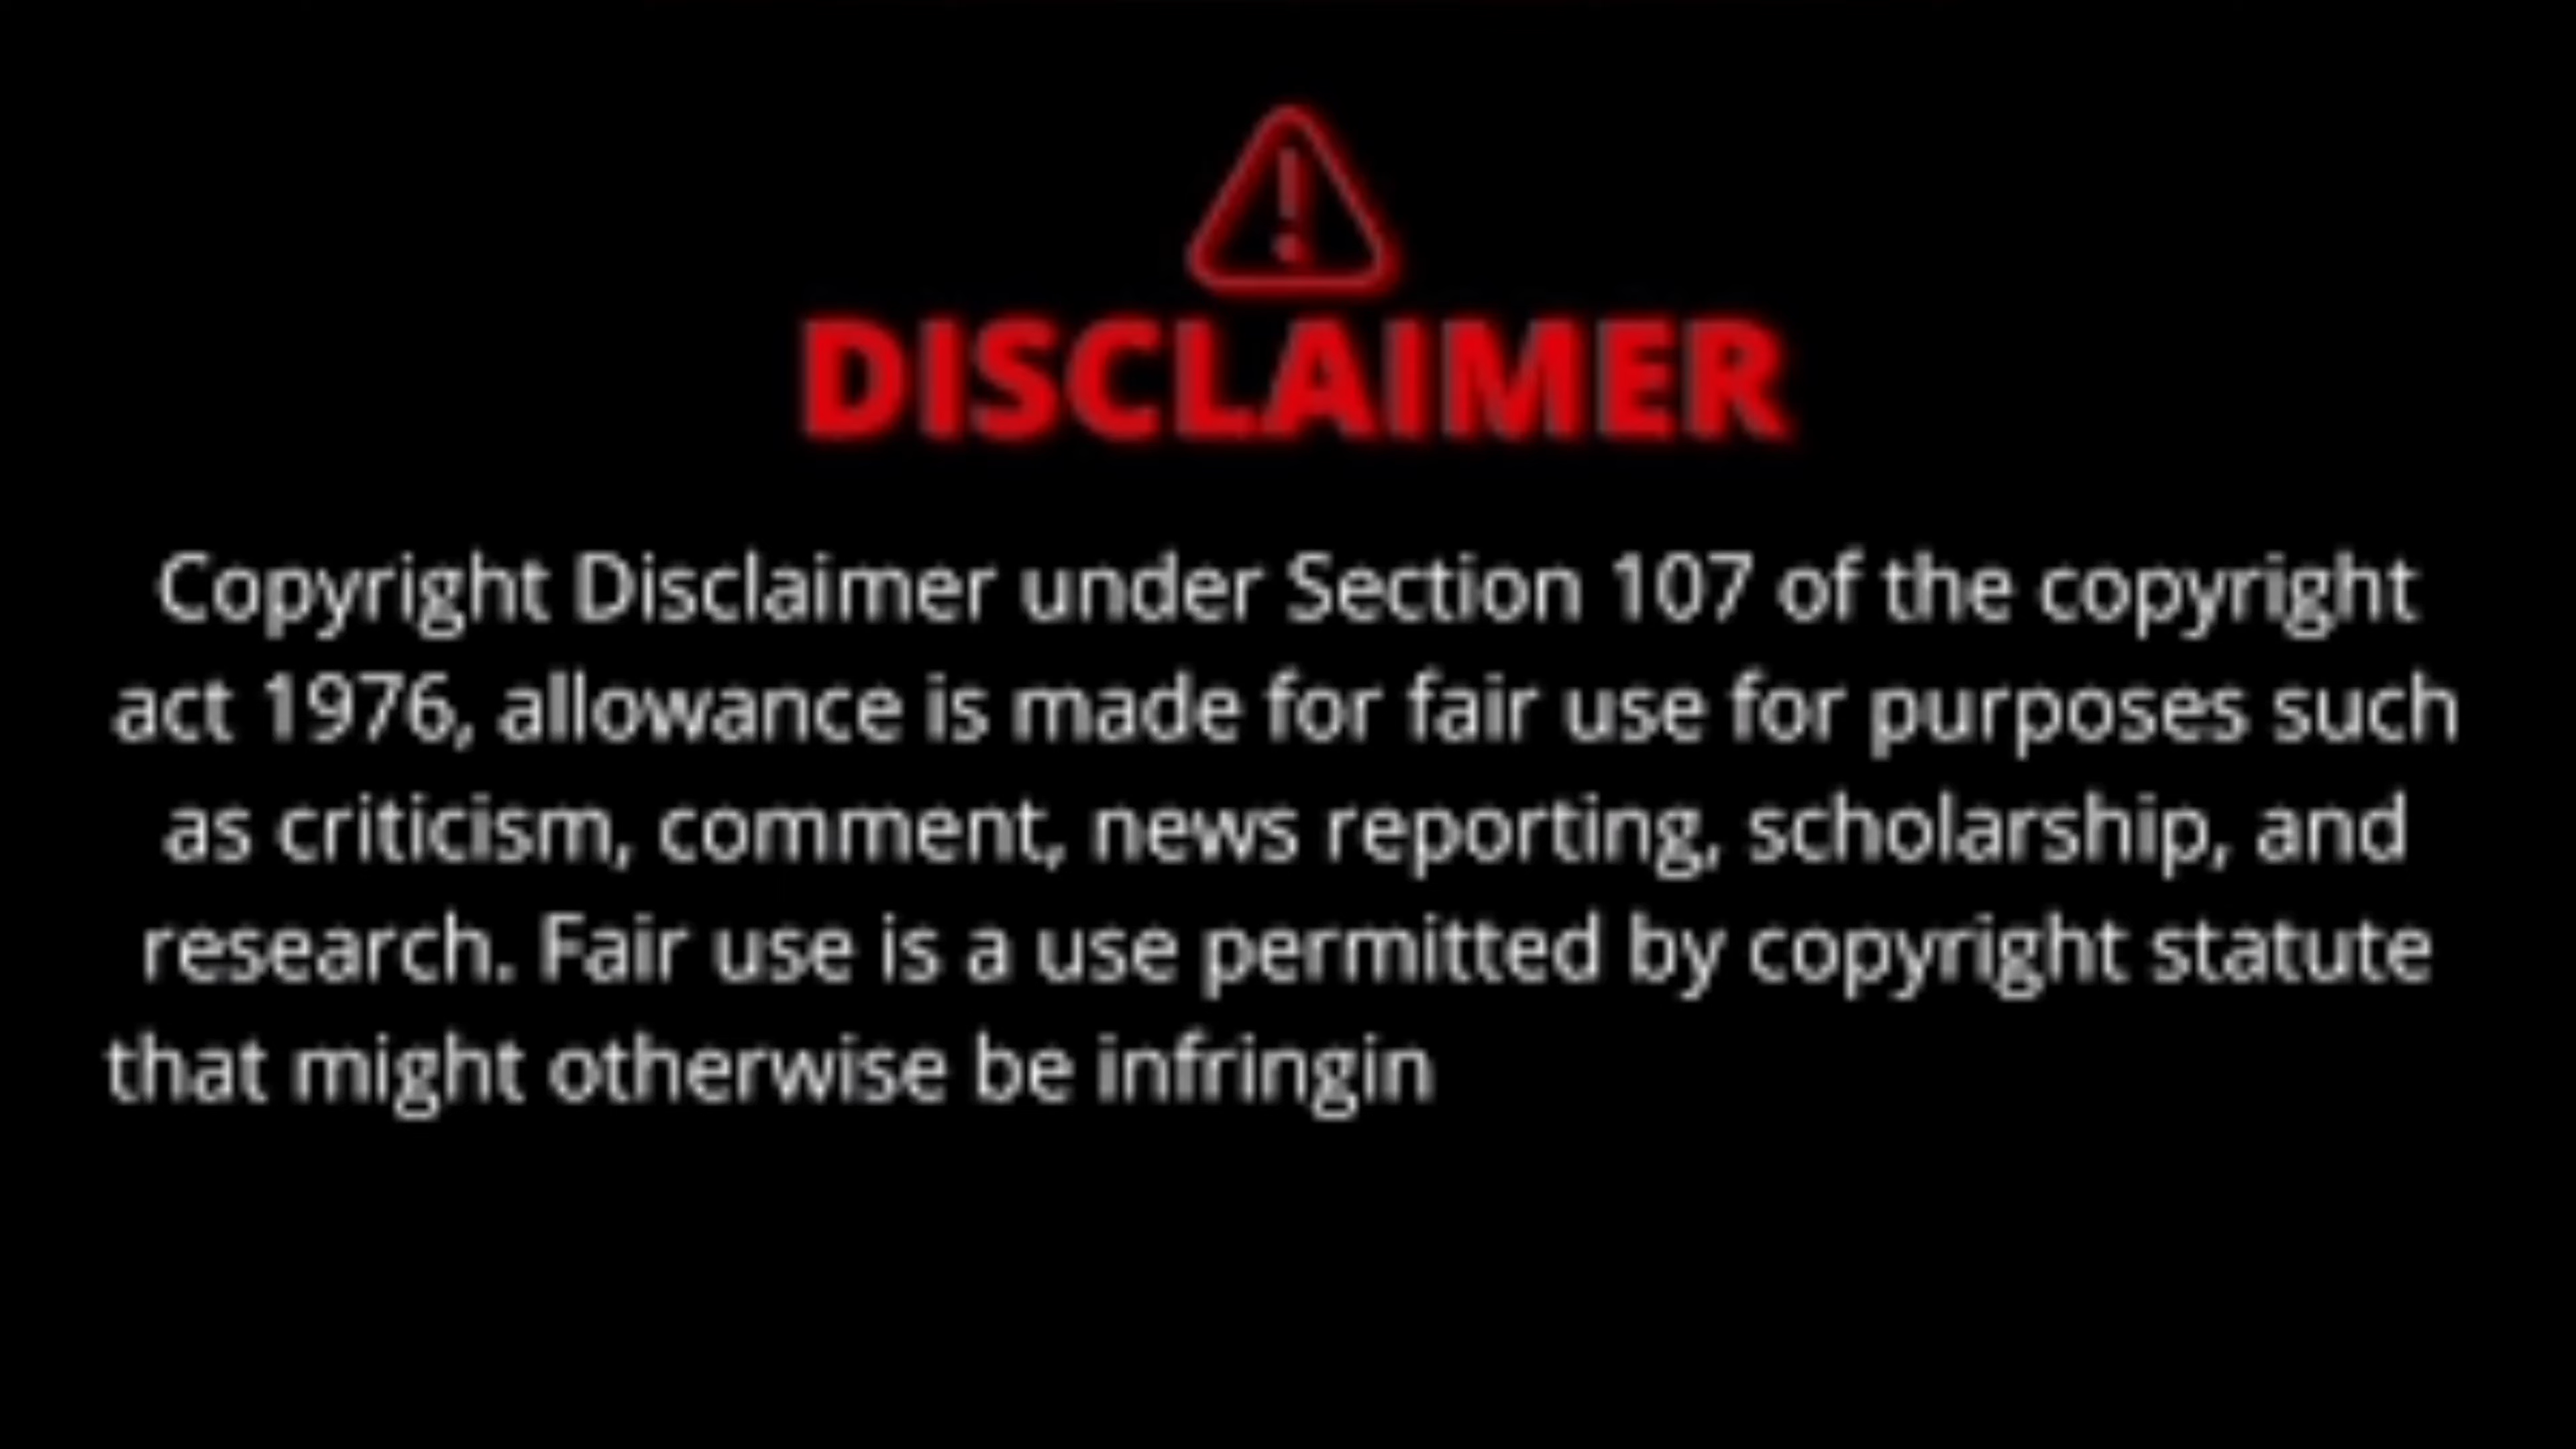 DISCLAIMER
Copyright Disclaimer under Section 107 of the copyright
act 1976, allowance is made for fair use for purposes such
as criticism, comment, news reporting, scholarship, and
research. Fair use is a use permitted by copyright statute
that might otherwise be infringin